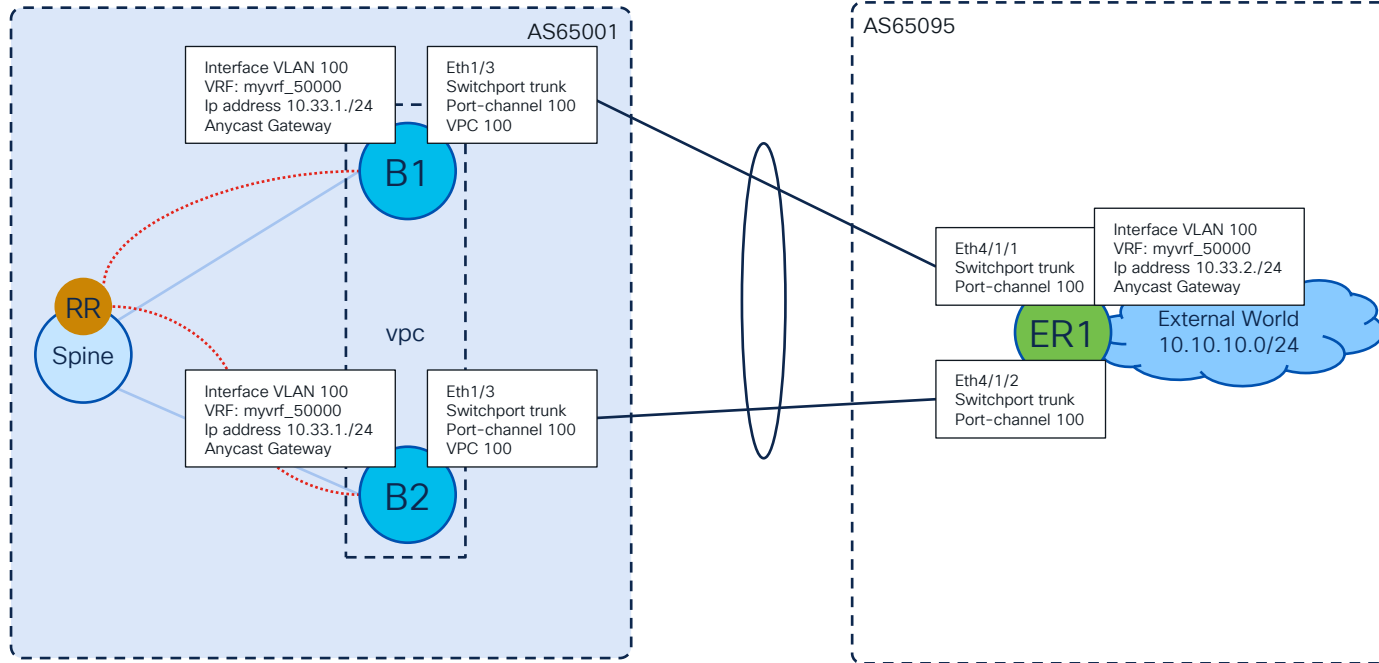 AS65001
Interface VLAN 100
VRF: myvrf_50000
Ip address 10.33.1./24
Anycast Gateway
Eth1/3
Switchport trunk
Port-channel 100
VPC 100
B1
RR
Spine
vpc
Interface VLAN 100
VRF: myvrf_50000
Ip address 10.33.1./24
Anycast Gateway
Eth1/3
Switchport trunk
Port-channel 100
VPC 100
B2
AS65095
Eth4/1/1
Switchport trunk
Port-channel 100
Interface VLAN 100
VRF: myvrf_50000
Ip address 10.33.2./24
Anycast Gateway
ER1
External World
10.10.10.0/24
Eth4/1/2
Switchport trunk
Port-channel 100